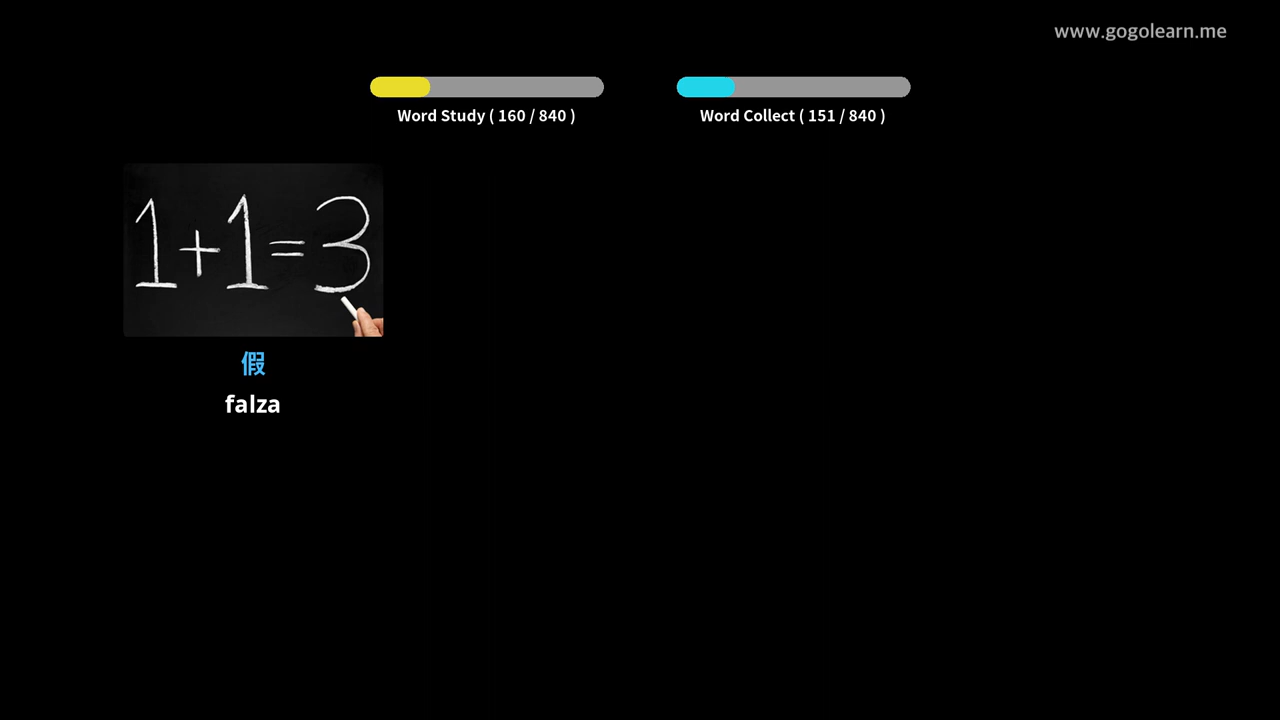 www.gogolearn.me
Word Study ( 160 / 840 )
Word Collect ( 151 / 840 )
1+1=3
假
falza